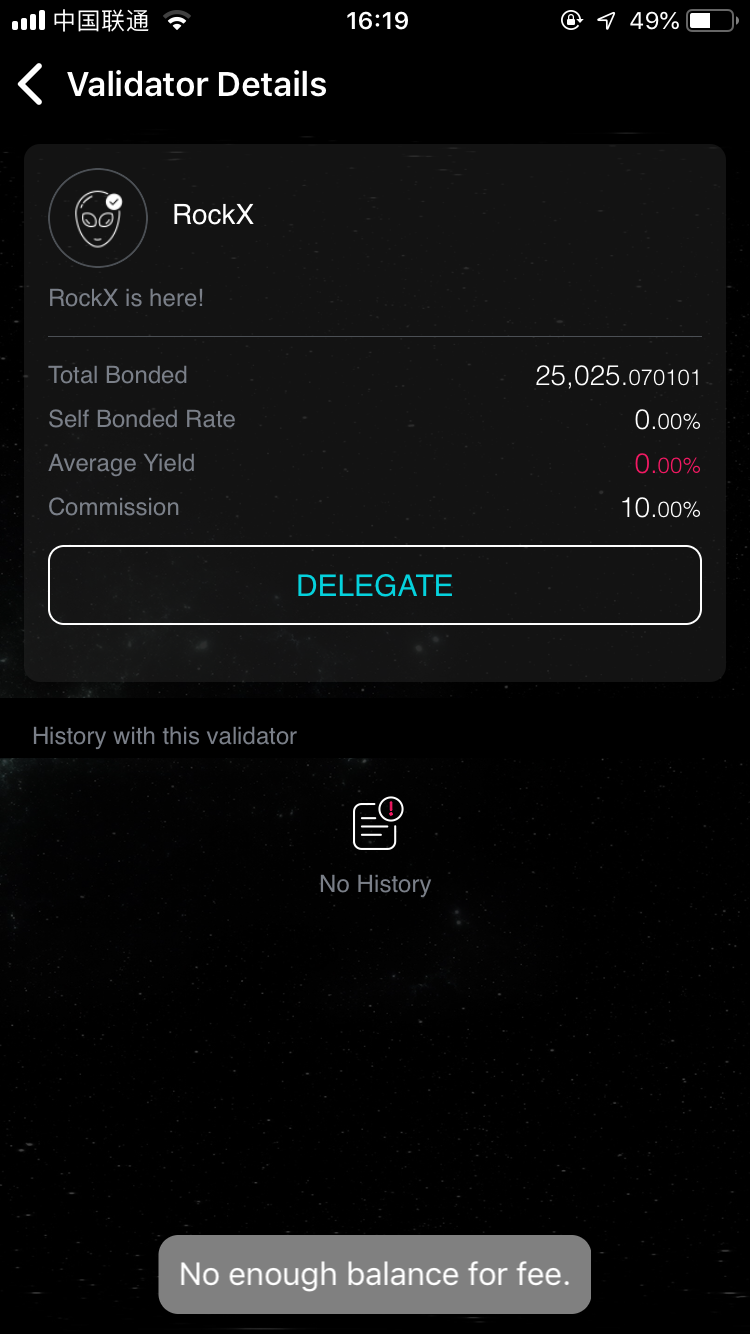 中国联通 16:19 49%
Validator Details
RockX
RockX is here!
Total Bonded 25,025.070101
Self Bonded Rate 0.00%
Average Yield 0.00%
Commission 10.00%
DELEGATE
History with this validator
No History
No enough balance for fee.